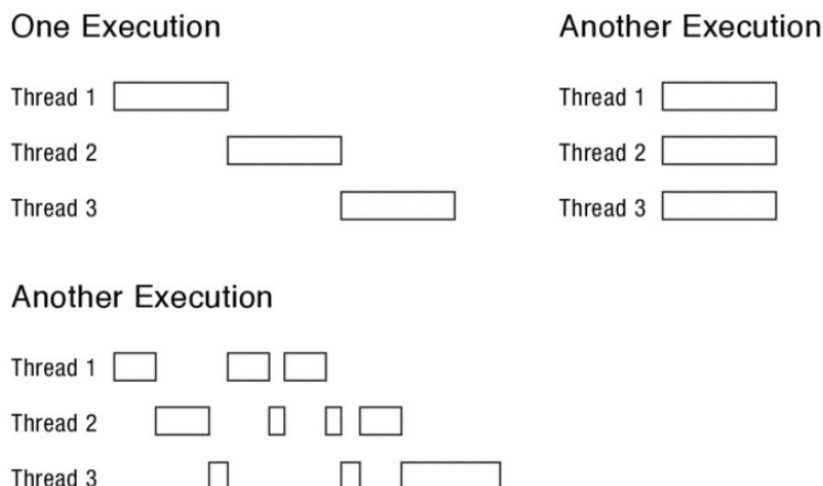 One Execution
Thread 1
Thread 2
Thread 3
Another Execution
Thread 1
Thread 2
Thread 3
Another Execution
Thread 1
Thread 2
Thread 3